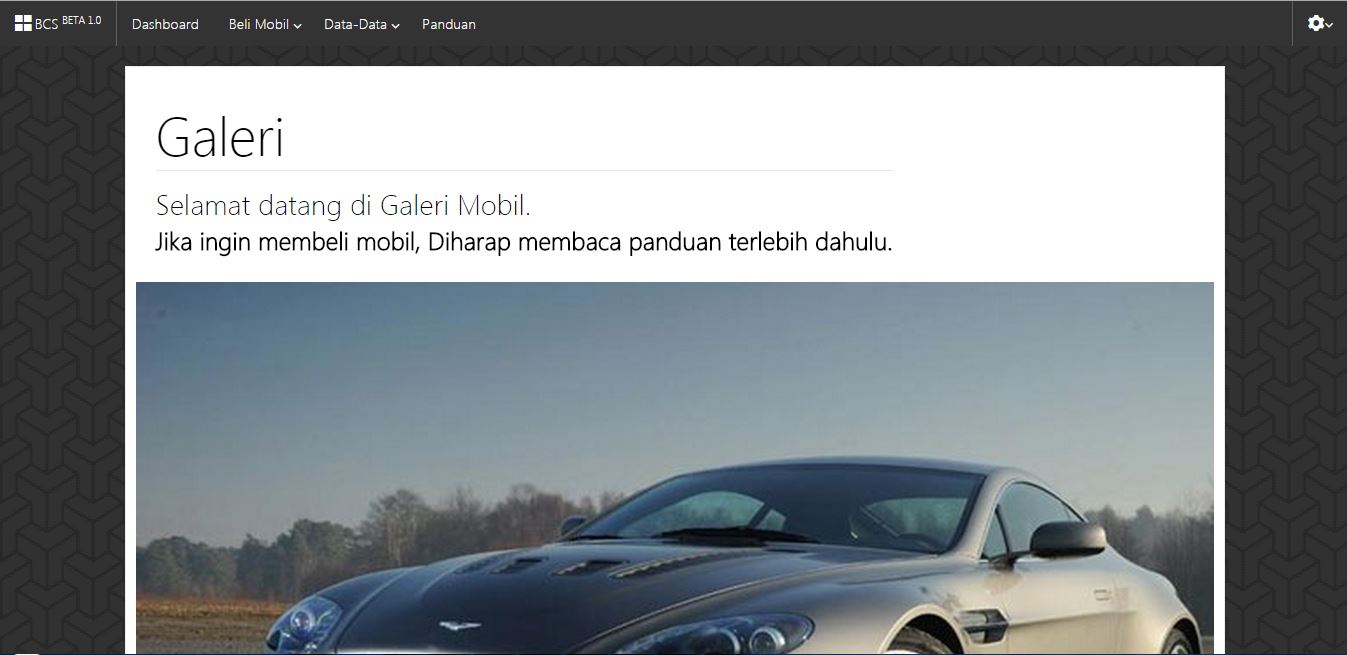 BCS BETA 1.0 Dashboard Beli Mobil Data-Data Panduan
Galeri
Selamat datang di Galeri Mobil.
Jika ingin membeli mobil, Diharap membaca panduan terlebih dahulu.